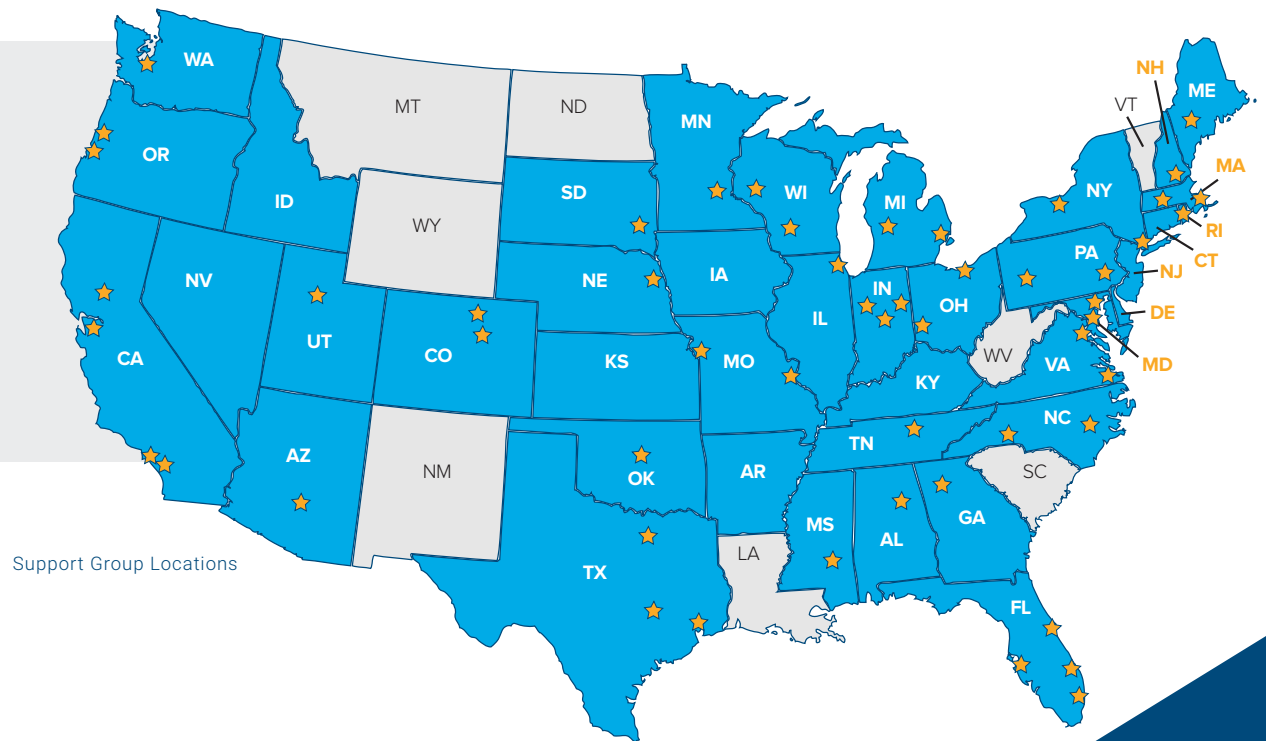 WA
MT
ND
MN
NH
VT
ME
OR
ID
SD
WI
MI
NY
MA
WY
RI
CT
NV
NE
IA
PA
NJ
UT
CO
IL
IN
OH
DE
CA
KS
MO
WV
VA
MD
KY
AZ
NM
OK
AR
TN
NC
SC
MS
AL
GA
LA
TX
FL
Support Group Locations